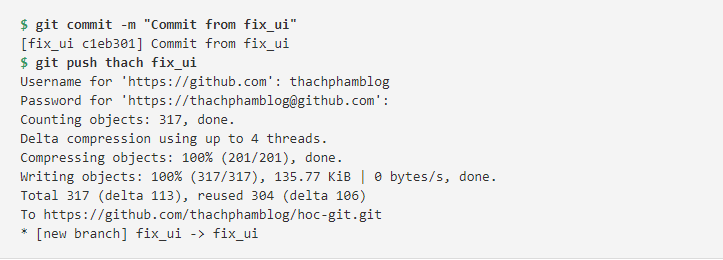 $ git commit -m "Commit from fix_ui"
[fix_ui c1eb301] Commit from fix_ui
$ git push thach fix_ui
Username for 'https://github.com': thachphamblog
Password for 'https://thachphamblog@github.com':
Counting objects: 317, done.
Delta compression using up to 4 threads.
Compressing objects: 100% (201/201), done.
Writing objects: 100% (317/317), 135.77 KiB | 0 bytes/s, done.
Total 317 (delta 113), reused 304 (delta 106)
To https://github.com/thachphamblog/hoc-git.git
* [new branch] fix_ui -> fix_ui